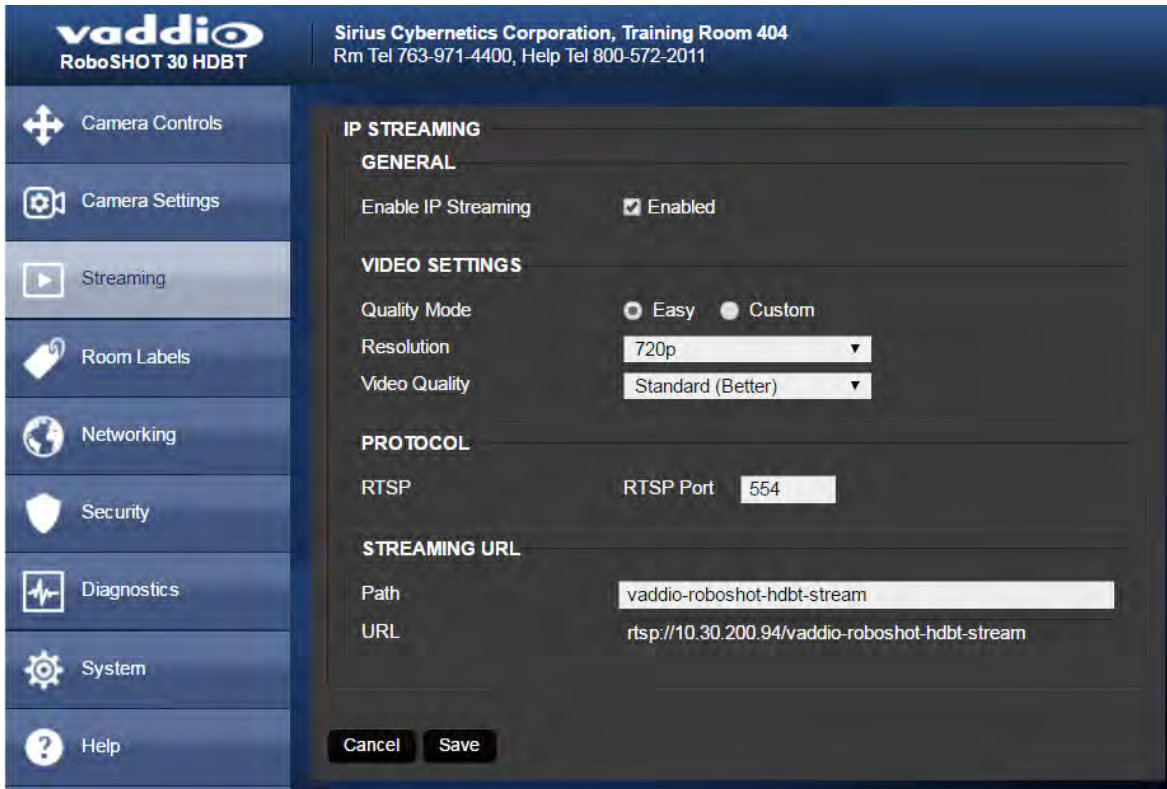 vaddio
RoboSHOT 30 HDBT
Sirius Cybernetics Corporation, Training Room 404
Rm Tel 763-971-4400, Help Tel 800-572-2011
Camera Controls
Camera Settings
Streaming
Room Labels
Networking
Security
Diagnostics
System
Help
IP STREAMING
GENERAL
Enable IP Streaming Enabled
VIDEO SETTINGS
Quality Mode Easy Custom
Resolution 720p
Video Quality Standard (Better)
PROTOCOL
RTSP RTSP Port 554
STREAMING URL
Path vaddio-roboshot-hdbt-stream
URL rtsp://10.30.200.94/vaddio-roboshot-hdbt-stream
Cancel Save